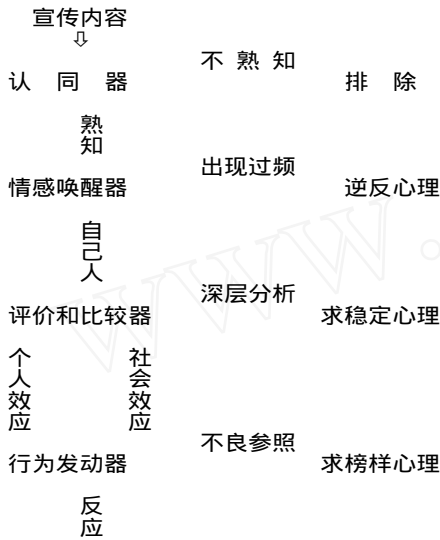 宣传内容
⇩
不 熟 知
认 同 器 排 除
熟知
出现过频
情感唤醒器 逆反心理
自己人
深层分析
评价和比较器 求稳定心理
个人效应 社会效应
不良参照
行为发动器 求榜样心理
反应
WWW.